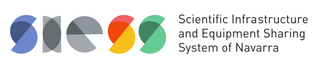 siess
Scientific Infrastructure
and Equipment Sharing
System of Navarra